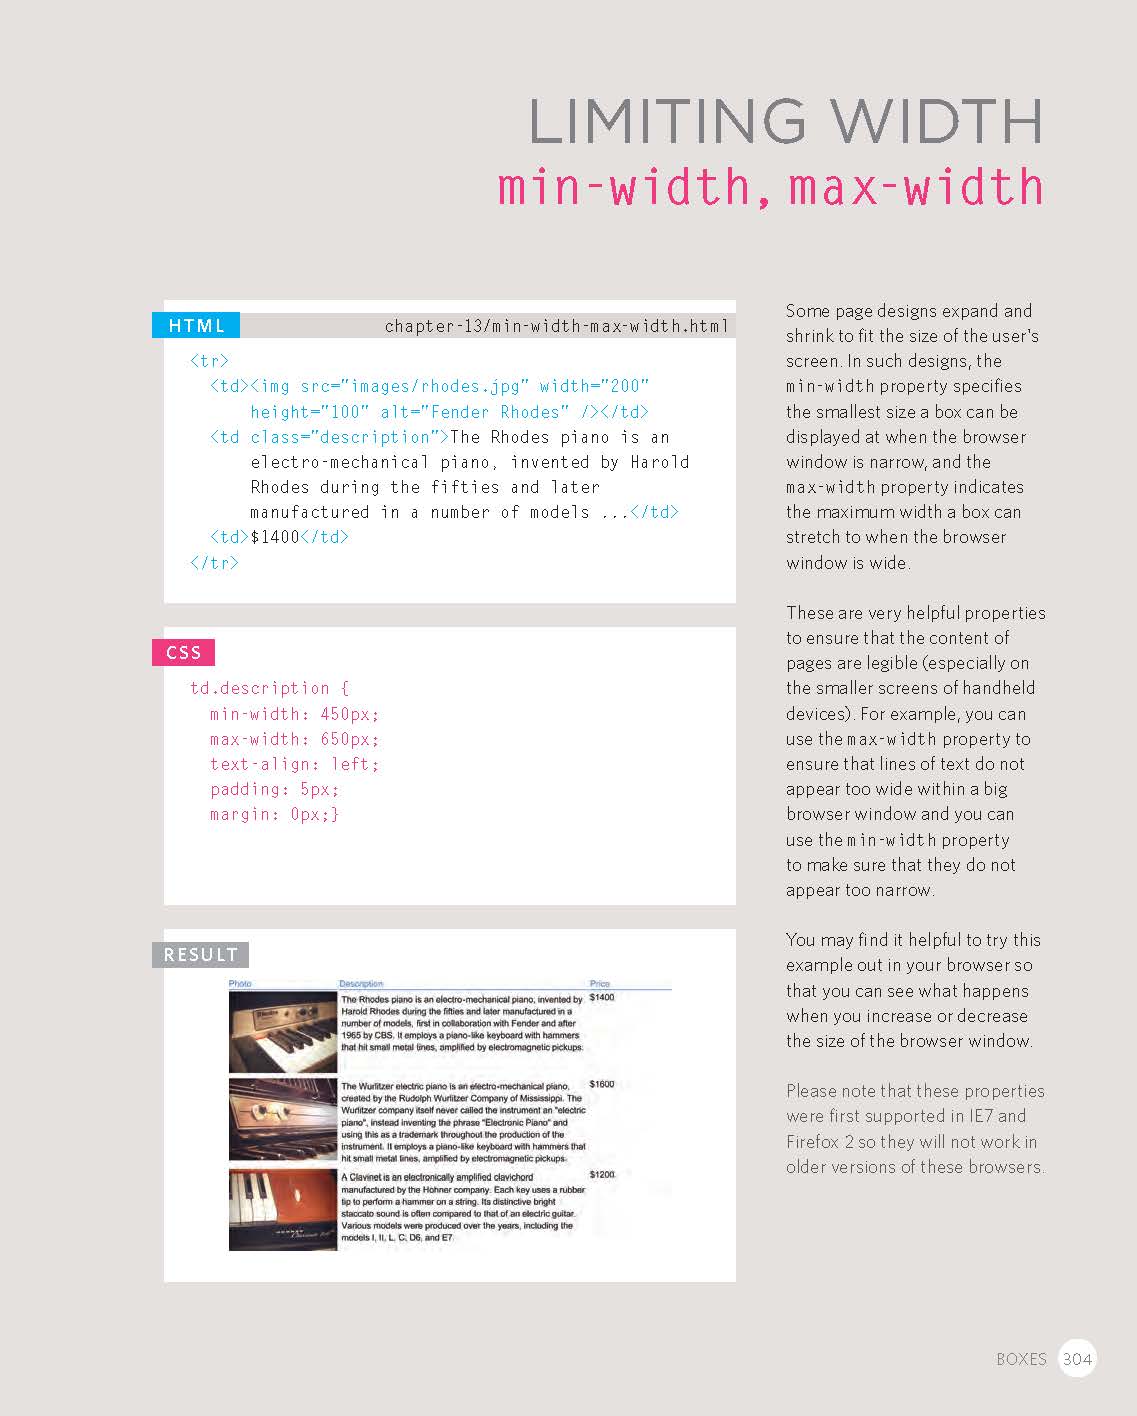 LIMITING WIDTH
min-width, max-width
HTML
chapter-13/min-width-max-width.html
<tr>
<td><img src="images/rhodes.jpg" width="200"
height="100" alt="Fender Rhodes" /></td>
<td class="description">The Rhodes piano is an
electro-mechanical piano, invented by Harold
Rhodes during the fifties and later
manufactured in a number of models ...</td>
<td>$1400</td>
</tr>
CSS
td.description {
min-width: 450px;
max-width: 650px;
text-align: left;
padding: 5px;
margin: 0px;}
RESULT
Photo Description Price
The Rhodes piano is an electro-mechanical piano, invented by $1400
Harold Rhodes during the fifties and later manufactured in a
number of models, first in collaboration with Fender and after
1965 by CBS. It employs a piano-like keyboard with hammers
that hit small metal tines, amplified by electromagnetic pickups.
The Wurlitzer electric piano is an electro-mechanical piano, $1600
created by the Rudolph Wurlitzer Company of Mississippi. The
Wurlitzer company itself never called the instrument an "electric
piano", instead inventing the phrase "Electronic Piano" and
using this as a trademark throughout the production of the
instrument. It employs a piano-like keyboard with hammers that
hit small metal tines, amplified by electromagnetic pickups.
A Clavinet is an electronically amplified clavichord $1200
manufactured by the Hohner company. Each key uses a rubber
tip to perform a hammer on a string. Its distinctive bright
staccato sound is often compared to that of an electric guitar.
Various models were produced over the years, including the
models I, II, L, C, D6, and E7.
Some page designs expand and
shrink to fit the size of the user's
screen. In such designs, the
min-width property specifies
the smallest size a box can be
displayed at when the browser
window is narrow, and the
max-width property indicates
the maximum width a box can
stretch to when the browser
window is wide.
These are very helpful properties
to ensure that the content of
pages are legible (especially on
the smaller screens of handheld
devices). For example, you can
use the max-width property to
ensure that lines of text do not
appear too wide within a big
browser window and you can
use the min-width property
to make sure that they do not
appear too narrow.
You may find it helpful to try this
example out in your browser so
that you can see what happens
when you increase or decrease
the size of the browser window.
Please note that these properties
were first supported in IE7 and
Firefox 2 so they will not work in
older versions of these browsers.
BOXES 304